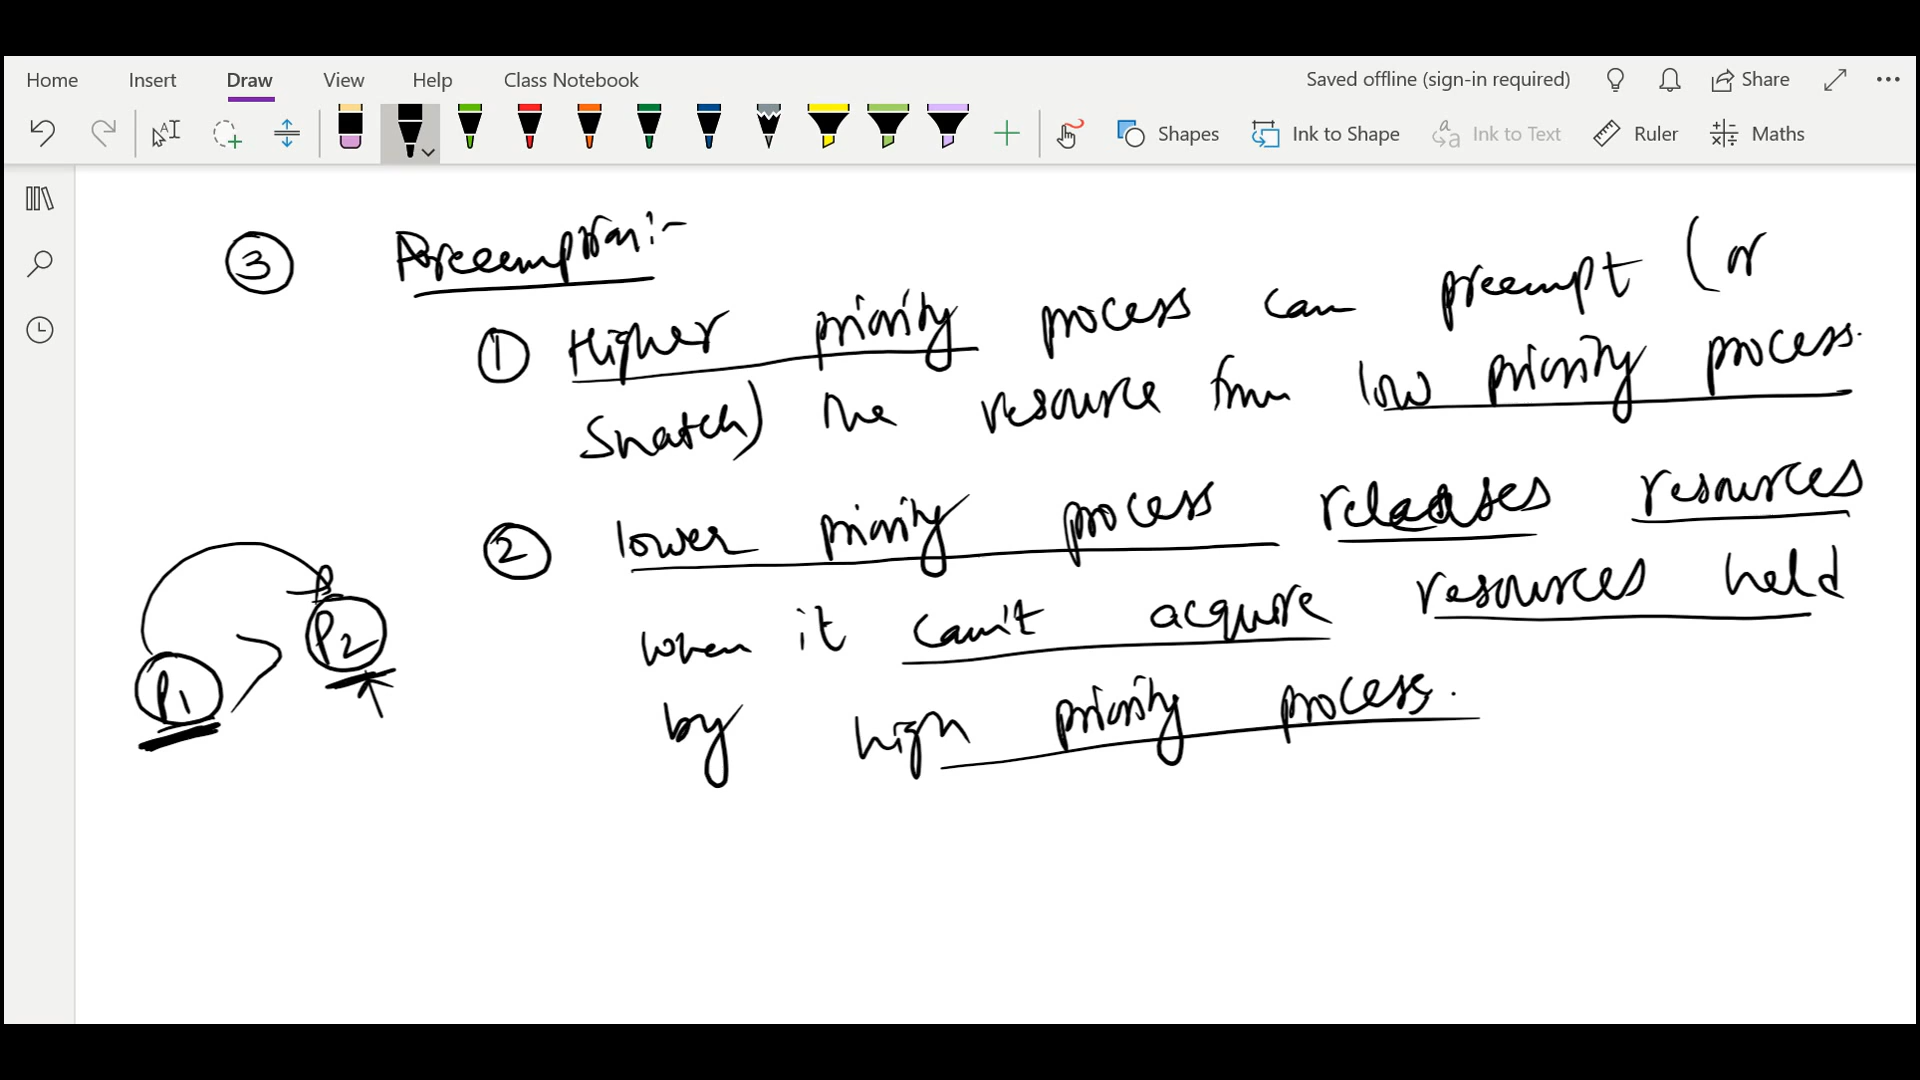 Home Insert Draw View Help Class Notebook Saved offline (sign-in required) Share
Shapes Ink to Shape Ink to Text Ruler Maths
3 Preemption:-
1 Higher priority process can preempt (or
snatch) the resource from low priority process.
2 lower priority process releases resources
when it can't acquire resources held
by high priority process.
P1 > P2